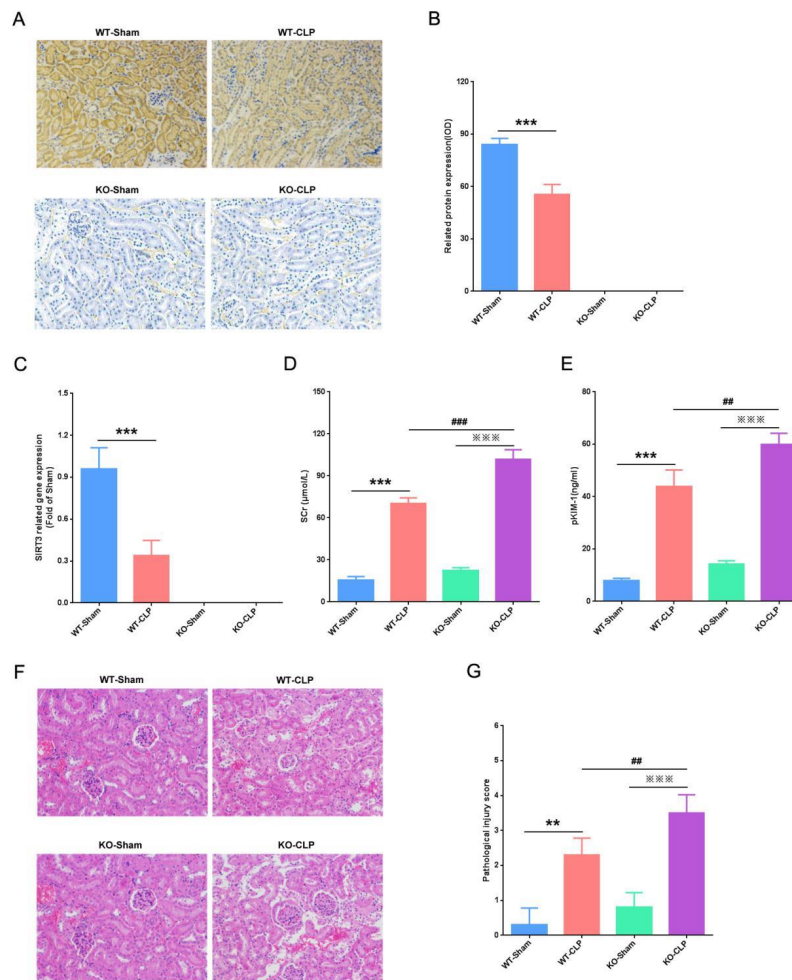 A
WT-Sham
WT-CLP
KO-Sham
KO-CLP
B
Related protein expression(IOD)
120
90
60
30
0
***
WT-Sham
WT-CLP
KO-Sham
KO-CLP
C
SIRT3 related gene expression
(Fold of Sham)
1.5
1.2
0.9
0.6
0.3
0.0
***
WT-Sham
WT-CLP
KO-Sham
KO-CLP
D
SCr (μmol/L)
150
120
90
60
30
0
***
###
※※※
WT-Sham
WT-CLP
KO-Sham
KO-CLP
E
pKIM-1(ng/ml)
80
60
40
20
0
***
##
※※※
WT-Sham
WT-CLP
KO-Sham
KO-CLP
F
WT-Sham
WT-CLP
KO-Sham
KO-CLP
G
Pathological injury score
6
5
4
3
2
1
0
**
##
※※※
WT-Sham
WT-CLP
KO-Sham
KO-CLP